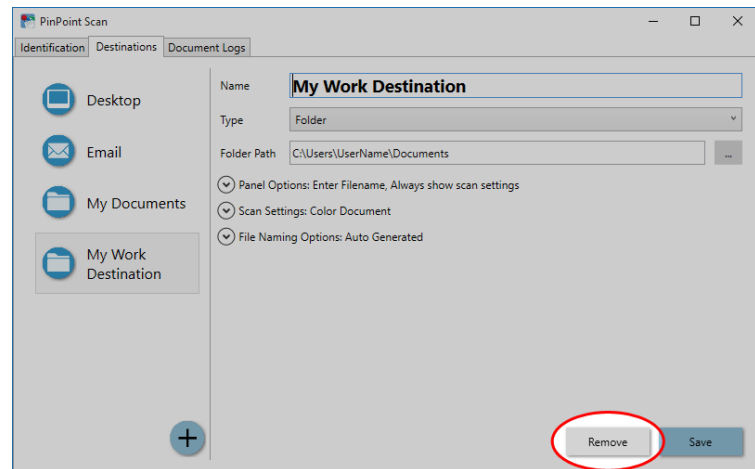 PinPoint Scan
Identification Destinations Document Logs
Desktop
Email
My Documents
My Work
Destination
Name My Work Destination
Type Folder
Folder Path C:\Users\UserName\Documents ...
Panel Options: Enter Filename, Always show scan settings
Scan Settings: Color Document
File Naming Options: Auto Generated
Remove Save